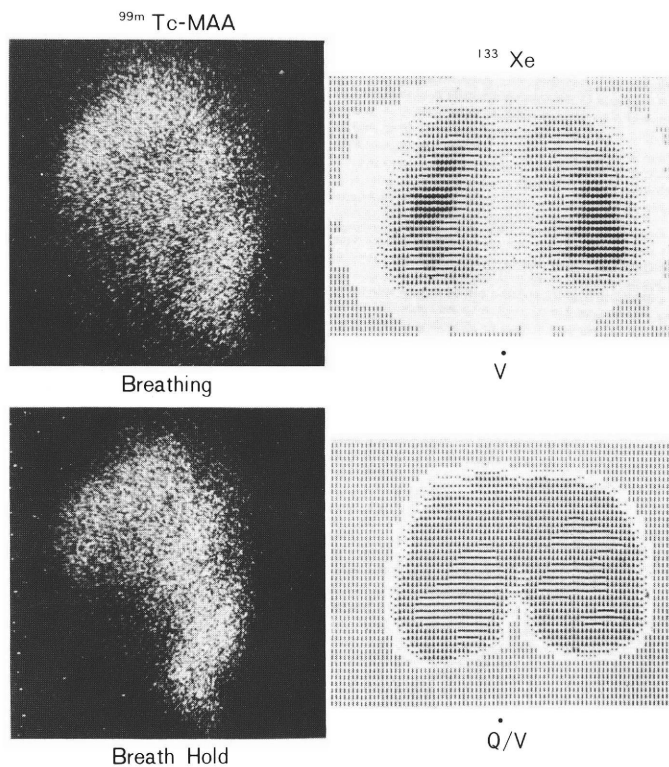 ⁹⁹ᵐ Tc-MAA
¹³³ Xe
Breathing
V̇
Breath Hold
Q̇/V